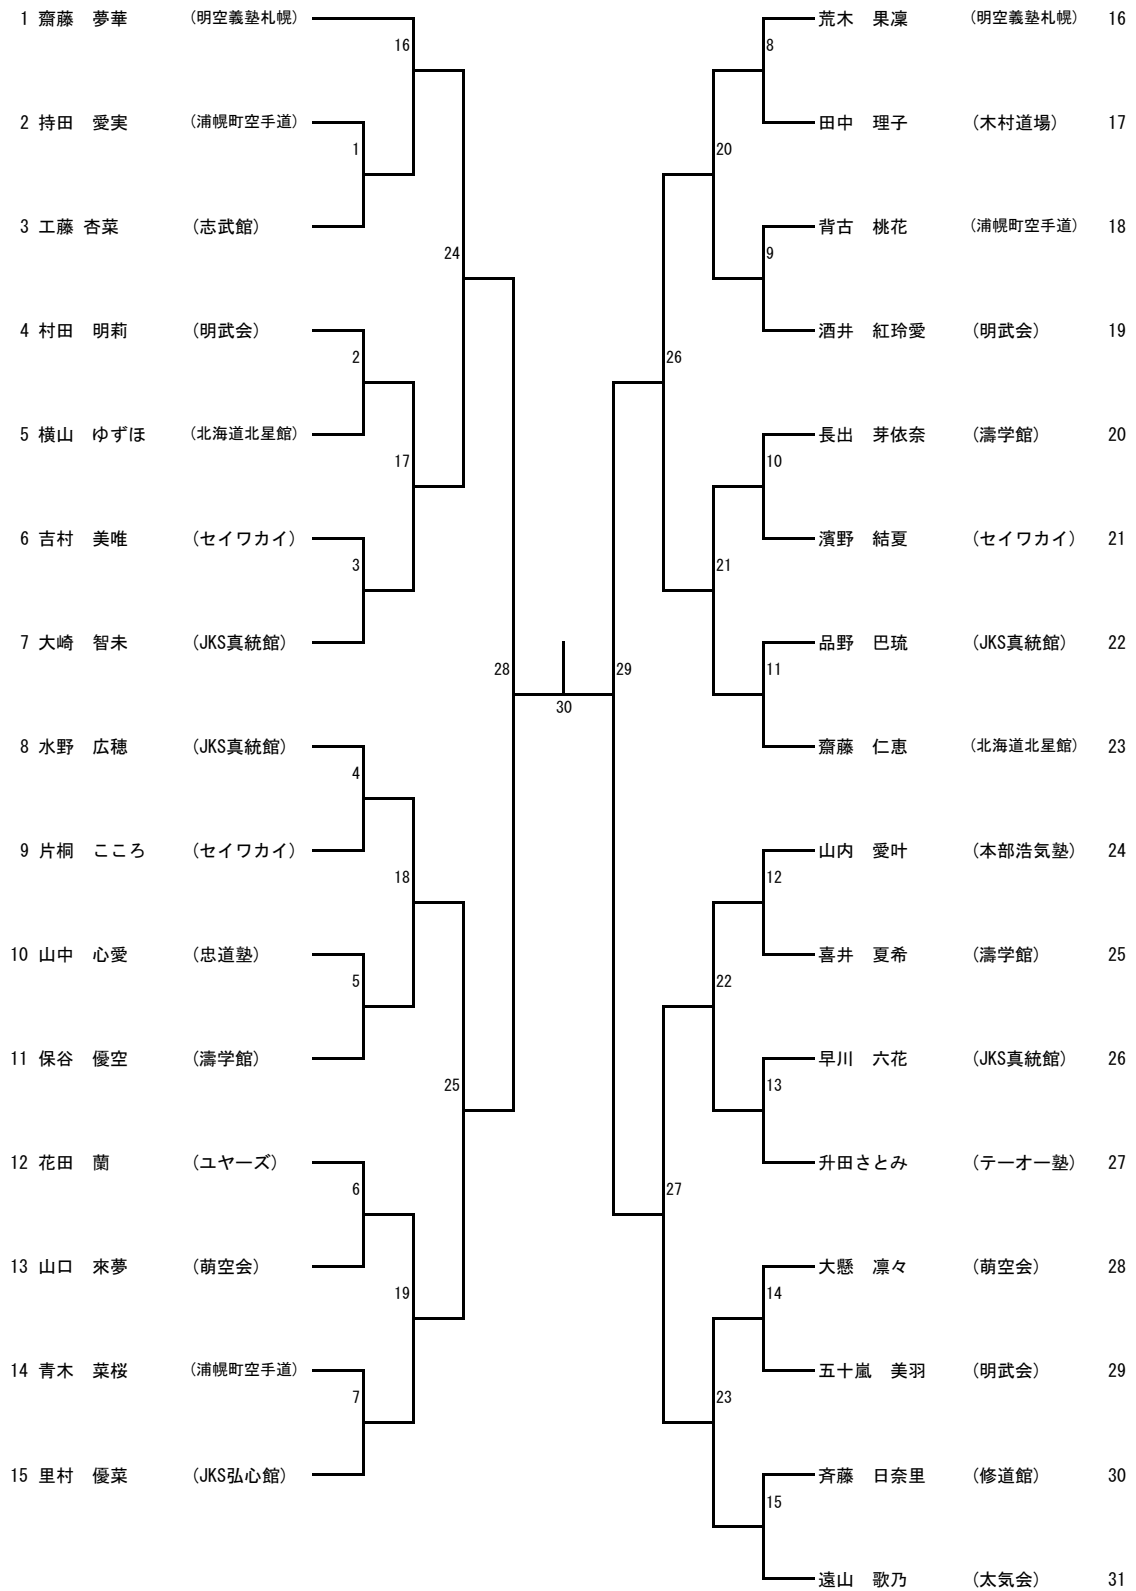 1 齋藤　夢華 (明空義塾札幌)
16
2 持田　愛実 (浦幌町空手道)
1
3 工藤 杏菜 (志武館)
24
4 村田　明莉 (明武会)
2
5 横山　ゆずほ (北海道北星館)
17
6 吉村　美唯 (セイワカイ)
3
7 大崎　智未 (JKS真統館)
28
8 水野　広穂 (JKS真統館)
4
9 片桐　こころ (セイワカイ)
18
10 山中　心愛 (忠道塾)
5
11 保谷　優空 (濤学館)
25
12 花田　蘭 (ユヤーズ)
6
13 山口　來夢 (萌空会)
19
14 青木　菜桜 (浦幌町空手道)
7
15 里村　優菜 (JKS弘心館)
30
荒木　果凜 (明空義塾札幌) 16
8
田中　理子 (木村道場) 17
20
背古　桃花 (浦幌町空手道) 18
9
酒井　紅玲愛 (明武会) 19
26
長出　芽依奈 (濤学館) 20
10
濱野　結夏 (セイワカイ) 21
21
品野　巴琉 (JKS真統館) 22
29
11
齋藤　仁恵 (北海道北星館) 23
山内　愛叶 (本部浩気塾) 24
12
喜井　夏希 (濤学館) 25
22
早川　六花 (JKS真統館) 26
13
升田さとみ (テーオー塾) 27
27
大懸　凛々 (萌空会) 28
14
五十嵐　美羽 (明武会) 29
23
斉藤　日奈里 (修道館) 30
15
遠山　歌乃 (太気会) 31